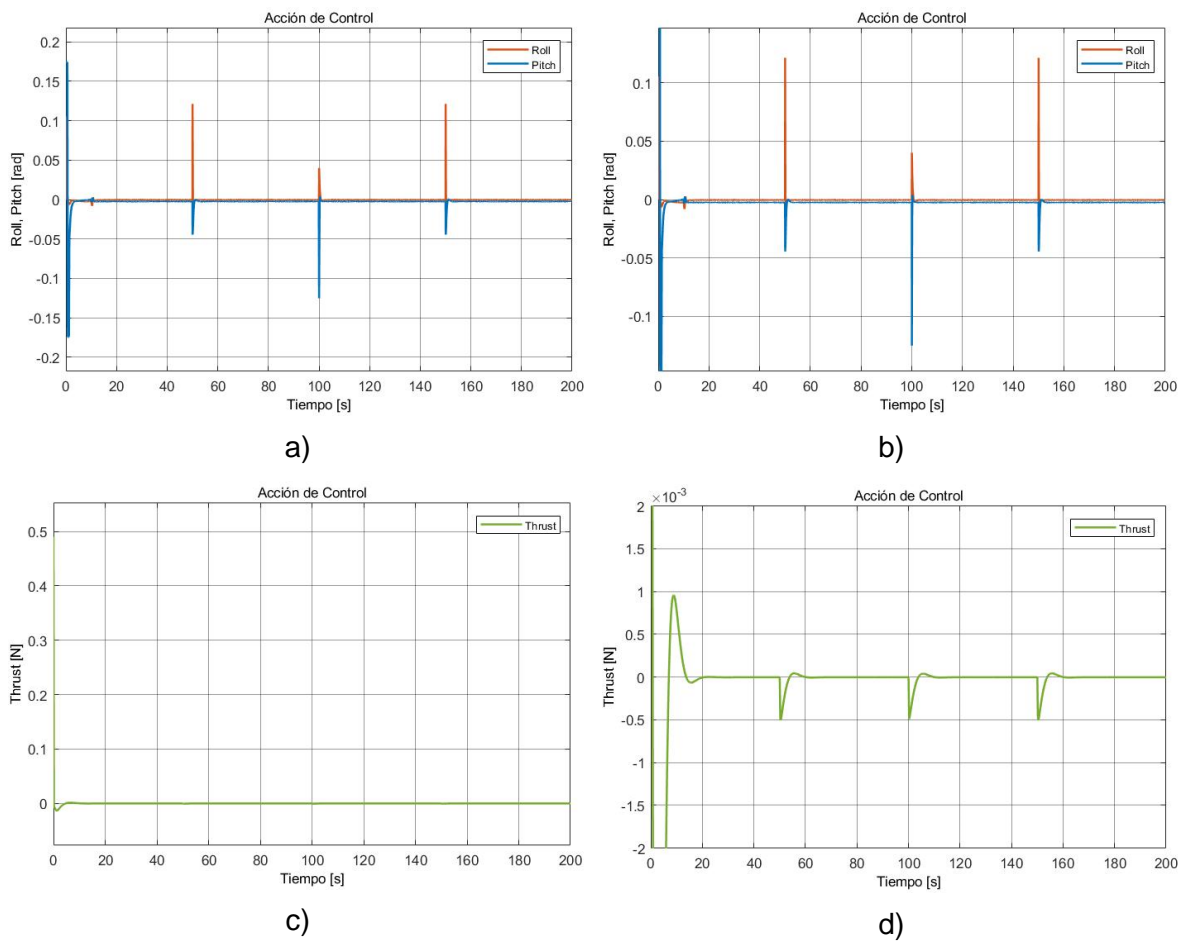 Acción de Control
Roll
Pitch
Roll, Pitch [rad]
0.2
0.15
0.1
0.05
0
-0.05
-0.1
-0.15
-0.2
0 20 40 60 80 100 120 140 160 180 200
Tiempo [s]
a)
Acción de Control
Roll
Pitch
Roll, Pitch [rad]
0.1
0.05
0
-0.05
-0.1
0 20 40 60 80 100 120 140 160 180 200
Tiempo [s]
b)
Acción de Control
Thrust
Thrust [N]
0.5
0.4
0.3
0.2
0.1
0
0 20 40 60 80 100 120 140 160 180 200
Tiempo [s]
c)
Acción de Control
×10-3
Thrust
Thrust [N]
2
1.5
1
0.5
0
-0.5
-1
-1.5
-2
0 20 40 60 80 100 120 140 160 180 200
Tiempo [s]
d)